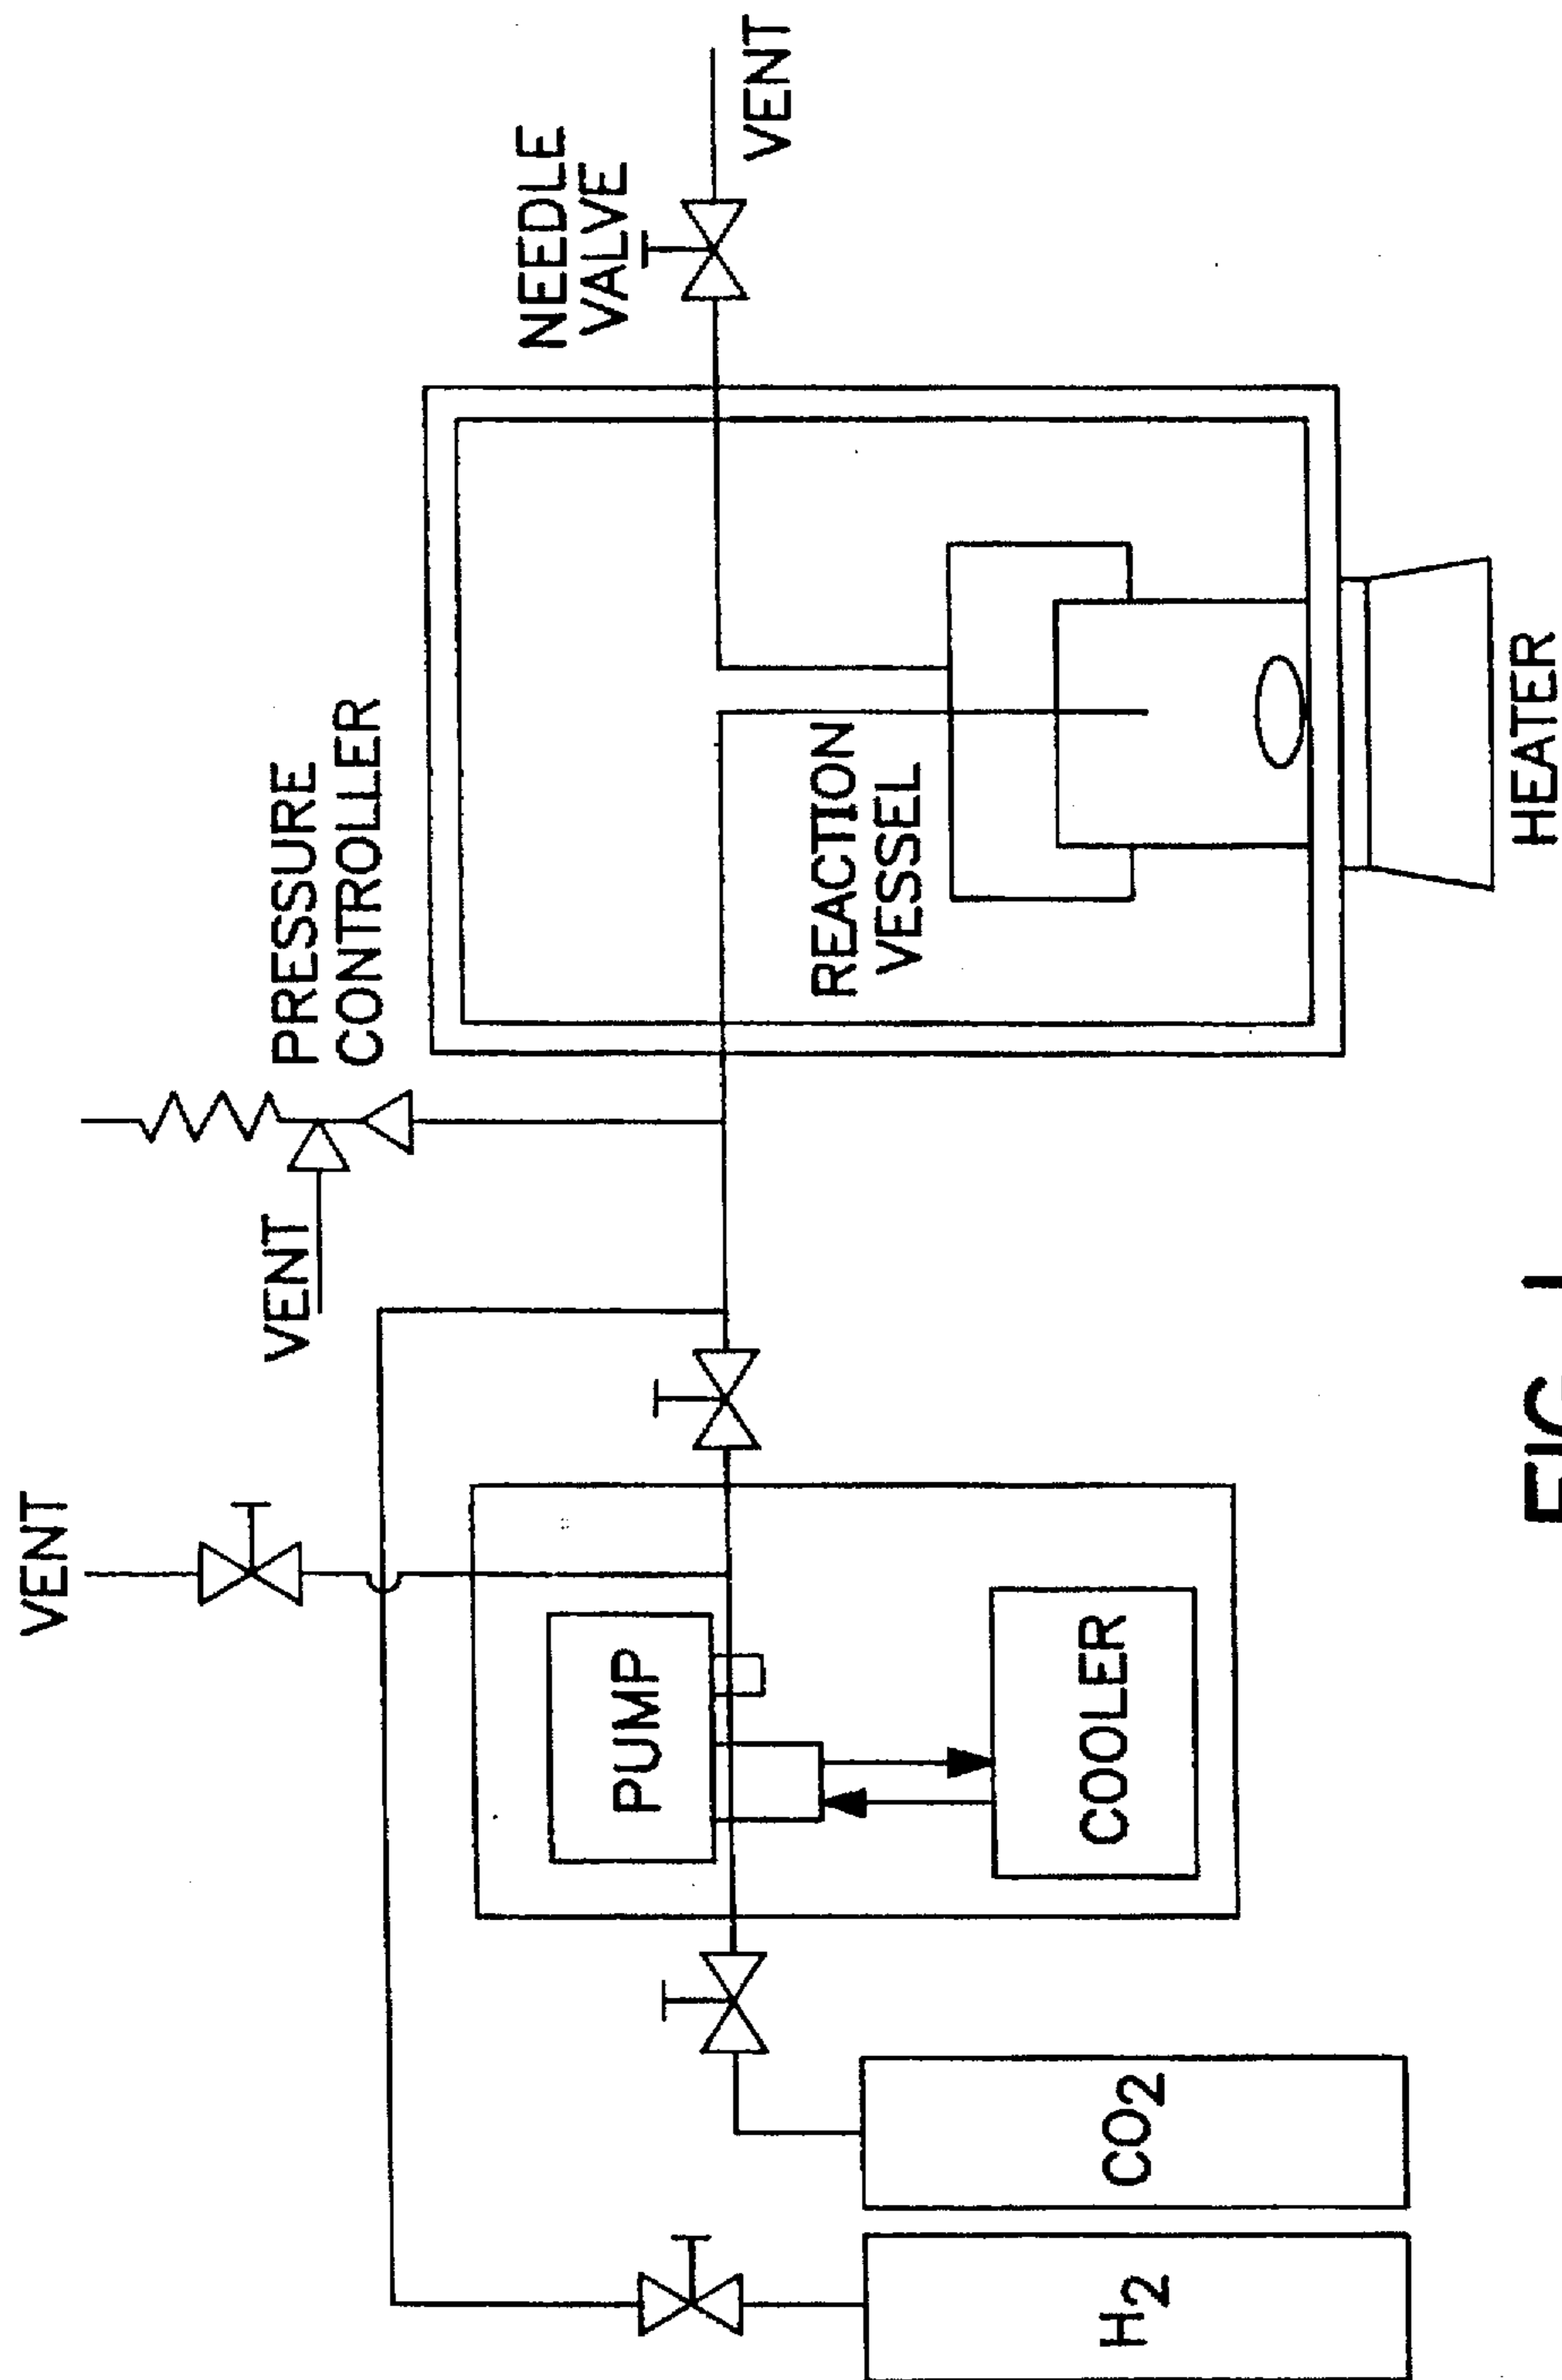 VENT
VENT
PRESSURE
CONTROLLER
NEEDLE
VALVE
VENT
PUMP
REACTION
VESSEL
H2
CO2
COOLER
HEATER
FIG. 1